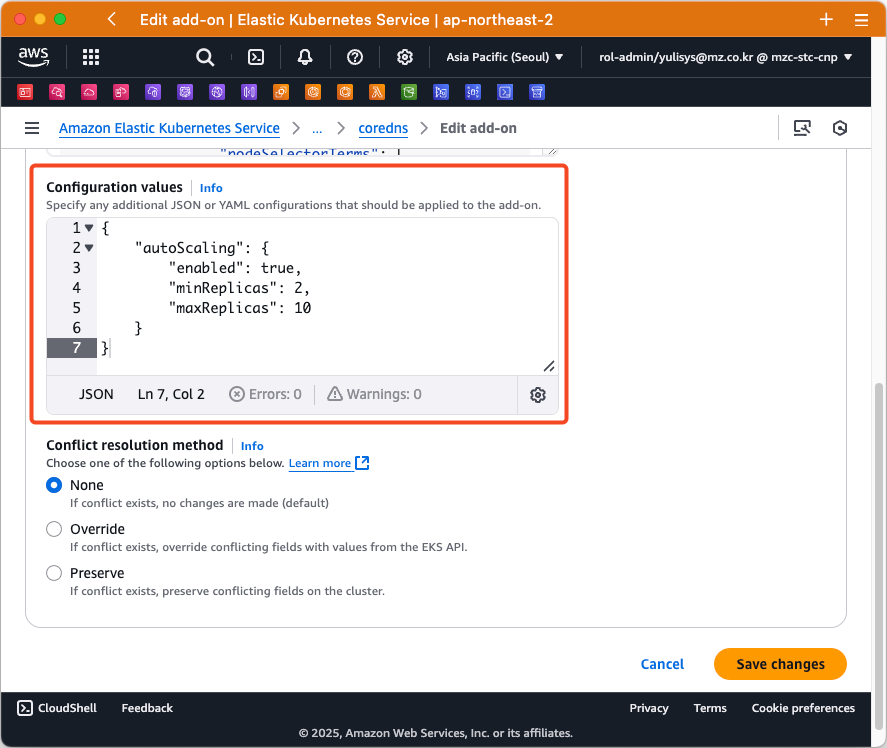 Edit add-on | Elastic Kubernetes Service | ap-northeast-2
aws
Asia Pacific (Seoul)
rol-admin/yulisys@mz.co.kr @ mzc-stc-cnp
Amazon Elastic Kubernetes Service > ... > coredns > Edit add-on
"nodeSelectorTerms": [
Configuration values | Info
Specify any additional JSON or YAML configurations that should be applied to the add-on.
1 {
2 "autoScaling": {
3 "enabled": true,
4 "minReplicas": 2,
5 "maxReplicas": 10
6 }
7 }
JSON Ln 7, Col 2 Errors: 0 Warnings: 0
Conflict resolution method | Info
Choose one of the following options below. Learn more
None
If conflict exists, no changes are made (default)
Override
If conflict exists, override conflicting fields with values from the EKS API.
Preserve
If conflict exists, preserve conflicting fields on the cluster.
Cancel Save changes
CloudShell Feedback Privacy Terms Cookie preferences
© 2025, Amazon Web Services, Inc. or its affiliates.